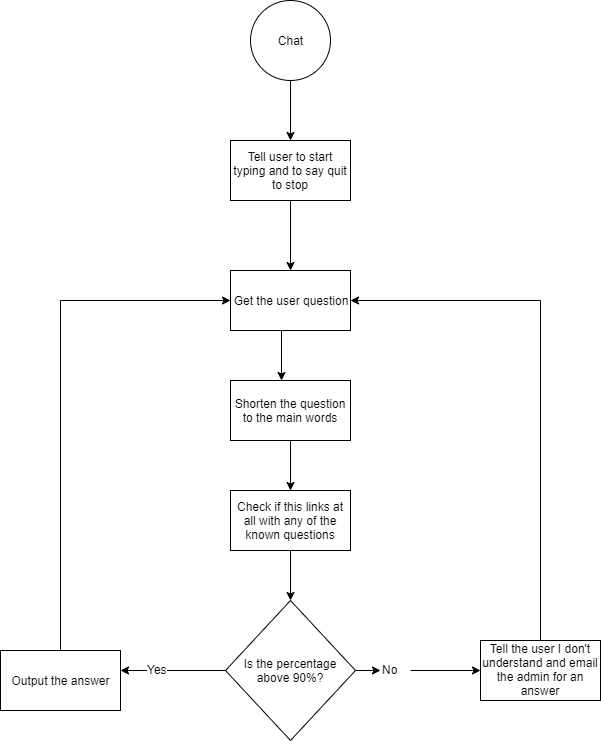 Chat
Tell user to start
typing and to say quit
to stop
Get the user question
Shorten the question
to the main words
Check if this links at
all with any of the
known questions
Is the percentage
above 90%?
Yes
No
Output the answer
Tell the user I don't
understand and email
the admin for an
answer